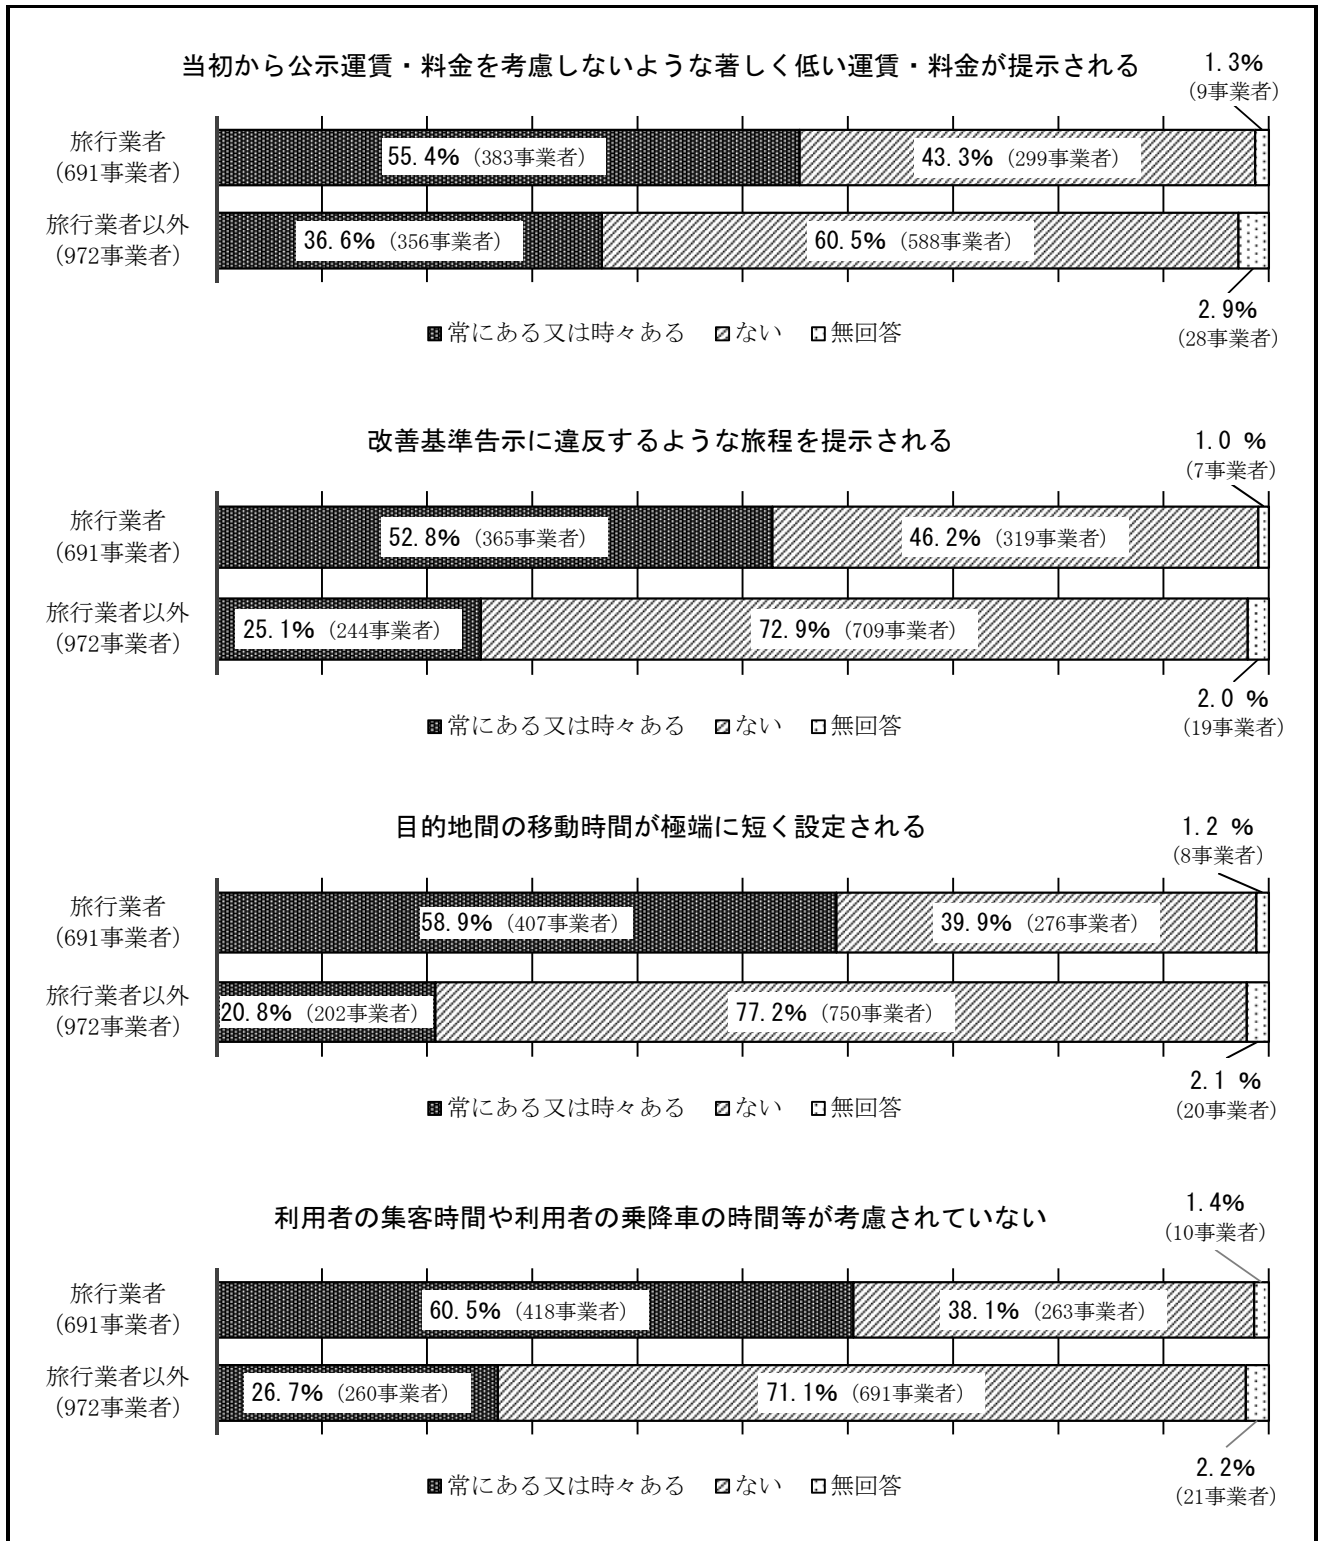 当初から公示運賃・料金を考慮しないような著しく低い運賃・料金が提示される
1.3%
(9事業者)
旅行業者
(691事業者)
55.4% (383事業者)
43.3% (299事業者)
旅行業者以外
(972事業者)
36.6% (356事業者)
60.5% (588事業者)
2.9%
(28事業者)
常にある又は時々ある ない 無回答
改善基準告示に違反するような旅程を提示される
1.0 %
(7事業者)
旅行業者
(691事業者)
52.8% (365事業者)
46.2% (319事業者)
旅行業者以外
(972事業者)
25.1% (244事業者)
72.9% (709事業者)
2.0 %
(19事業者)
常にある又は時々ある ない 無回答
目的地間の移動時間が極端に短く設定される
1.2 %
(8事業者)
旅行業者
(691事業者)
58.9% (407事業者)
39.9% (276事業者)
旅行業者以外
(972事業者)
20.8% (202事業者)
77.2% (750事業者)
2.1 %
(20事業者)
常にある又は時々ある ない 無回答
利用者の集客時間や利用者の乗降車の時間等が考慮されていない
1.4%
(10事業者)
旅行業者
(691事業者)
60.5% (418事業者)
38.1% (263事業者)
旅行業者以外
(972事業者)
26.7% (260事業者)
71.1% (691事業者)
2.2%
(21事業者)
常にある又は時々ある ない 無回答